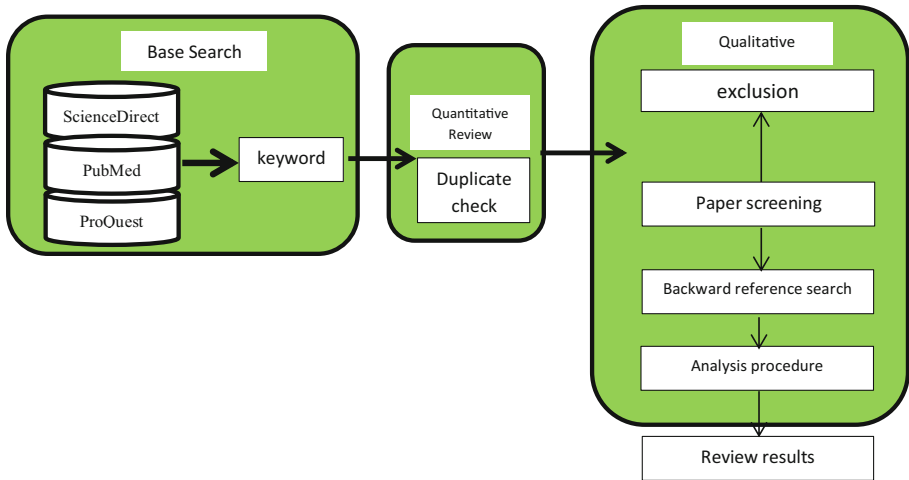 Base Search
ScienceDirect
PubMed
ProQuest
keyword
Quantitative
Review
Duplicate
check
Qualitative
exclusion
Paper screening
Backward reference search
Analysis procedure
Review results